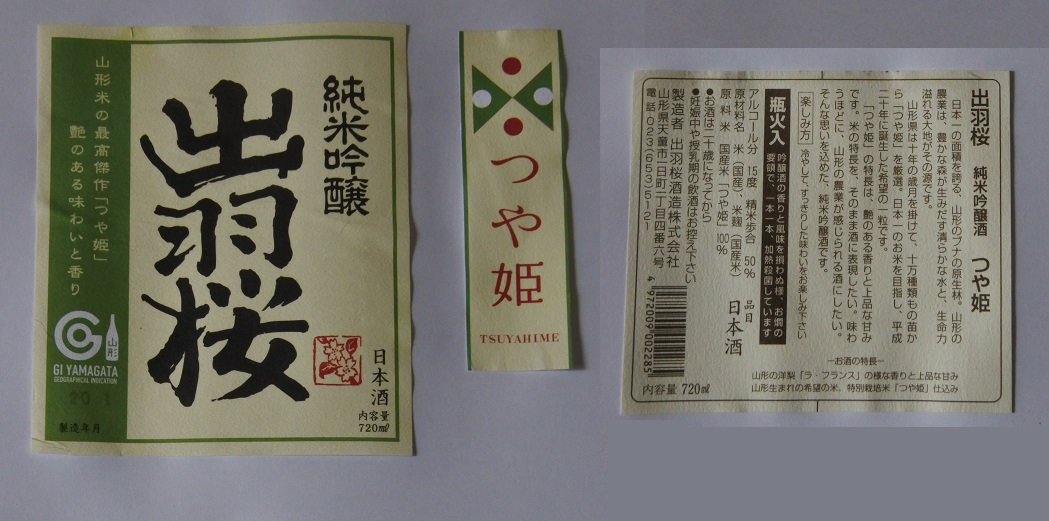 純米吟醸
出羽桜
日本酒
内容量
720㎖
山形米の最高傑作「つや姫」
艶のある味わいと香り
山形
GI YAMAGATA
GEOGRAPHICAL INDICATION
20 1
製造年月
つや姫
TSUYAHIME
出羽桜 純米吟醸酒 つや姫
日本一の面積を誇る、山形のブナの原生林。山形の
農業は、豊かな森が生みだす清らかな水と、生命力
溢れる大地がその源です。
山形県は十年の歳月を掛けて、十万種類もの苗か
ら「つや姫」を厳選。日本一のお米を目指し、平成
二十年に誕生した希望の一粒です。
「つや姫」の特長は、艶のある香りと上品な甘み
です。米の特長を、そのまま酒に表現したい。味わ
うほどに、山形の農業が感じられる酒にしたい。
そんな思いを込めた、純米吟醸酒です。
楽しみ方 冷やして、すっきりした味わいをお楽しみ下さい
瓶火入 吟醸酒の香りと風味を損わぬ様、お燗の
要領で、一本一本、加熱殺菌しています
アルコール分 15度 精米歩合 50%
原材料名 米(国産)、米麹(国産米)
原料米 国産米「つや姫」100%
品目
日本酒
●お酒は二十歳になってから
●妊娠中や授乳期の飲酒はお控え下さい
製造者 出羽桜酒造株式会社
山形県天童市一日町一丁目四番六号
電話 023(653)5121
4 972009 002285
内容量 720㎖
ーお酒の特長ー
山形の洋梨「ラ・フランス」の様な香りと上品な甘み
山形生まれの希望の米、特別栽培米「つや姫」仕込み